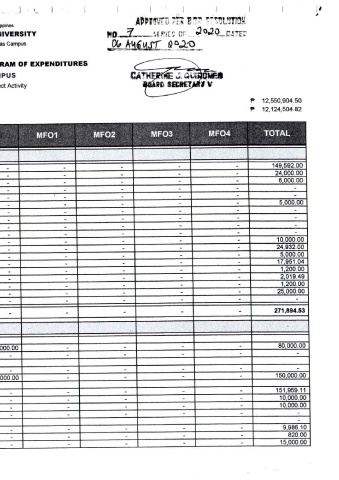 ppines
IVERSITY
as Campus
APPROVED PER BOR RESOLUTION
NO. 7 SERIES OF 2020 DATED
06 AUGUST 2020
RAM OF EXPENDITURES
PUS
ct Activity
BOARD SECRETARY V
₱ 12,550,904.50
₱ 12,124,504.82
MFO1 MFO2 MFO3 MFO4 TOTAL
- - - - - 149,592.00
- - - - - 24,000.00
- - - - - 6,000.00
- - - - - -
- - - - - -
- - - - - 5,000.00
- - - - - -
- - - - - -
- - - - - -
- - - - - -
- - - - - 10,000.00
- - - - - 24,932.00
- - - - - 5,000.00
- - - - - 17,951.04
- - - - - 1,200.00
- - - - - 2,019.49
- - - - - 1,200.00
- - - - - 25,000.00
- - - - - -
- - - - - 271,894.53
000.00 - - - - 80,000.00
- - - - - -
- - - - -
000.00 - - - - 150,000.00
- - - - - 151,959.11
- - - - - 10,000.00
- - - - - 10,000.00
- - - - - -
- - - - - 9,986.10
- - - - - 820.00
- - - - - 15,000.00